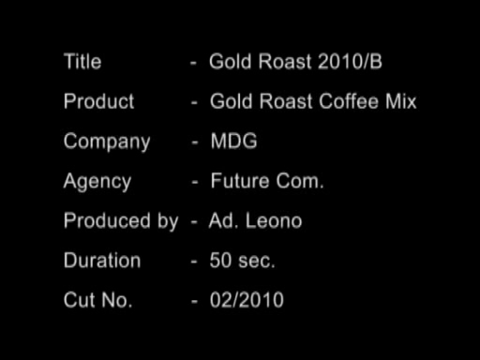 Title - Gold Roast 2010/B
Product - Gold Roast Coffee Mix
Company - MDG
Agency - Future Com.
Produced by - Ad. Leono
Duration - 50 sec.
Cut No. - 02/2010